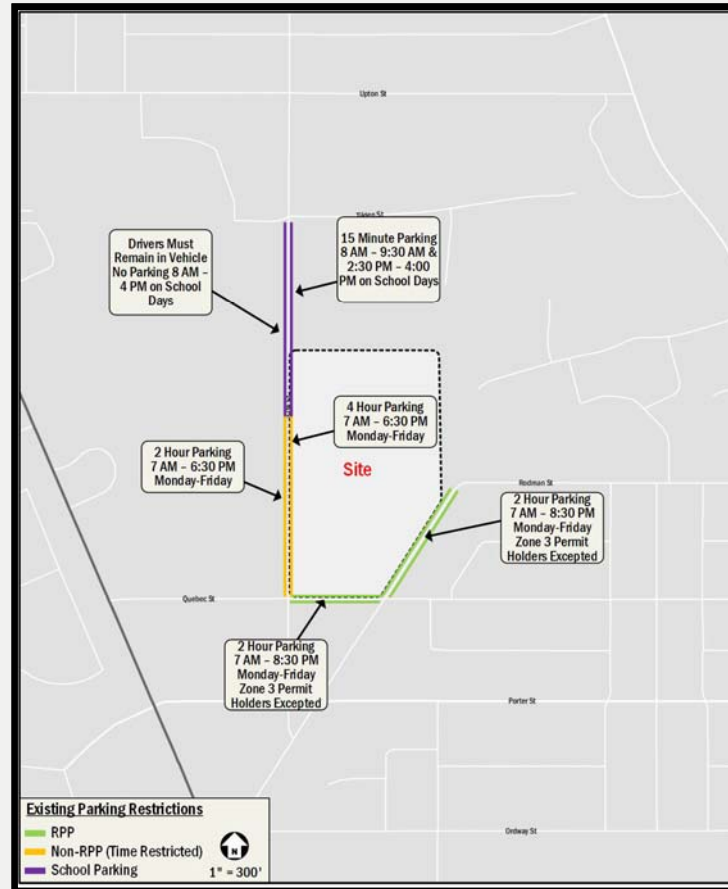 Upton St
Drivers Must
Remain in Vehicle
No Parking 8 AM –
4 PM on School
Days
15 Minute Parking
8 AM – 9:30 AM &
2:30 PM – 4:00
PM on School Days
4 Hour Parking
7 AM – 6:30 PM
Monday-Friday
2 Hour Parking
7 AM – 6:30 PM
Monday-Friday
Site
Rodman St
2 Hour Parking
7 AM – 8:30 PM
Monday-Friday
Zone 3 Permit
Holders Excepted
Quebec St
2 Hour Parking
7 AM – 8:30 PM
Monday-Friday
Zone 3 Permit
Holders Excepted
Porter St
Existing Parking Restrictions
RPP
Non-RPP (Time Restricted)
School Parking
N
1" = 300'
Ordway St